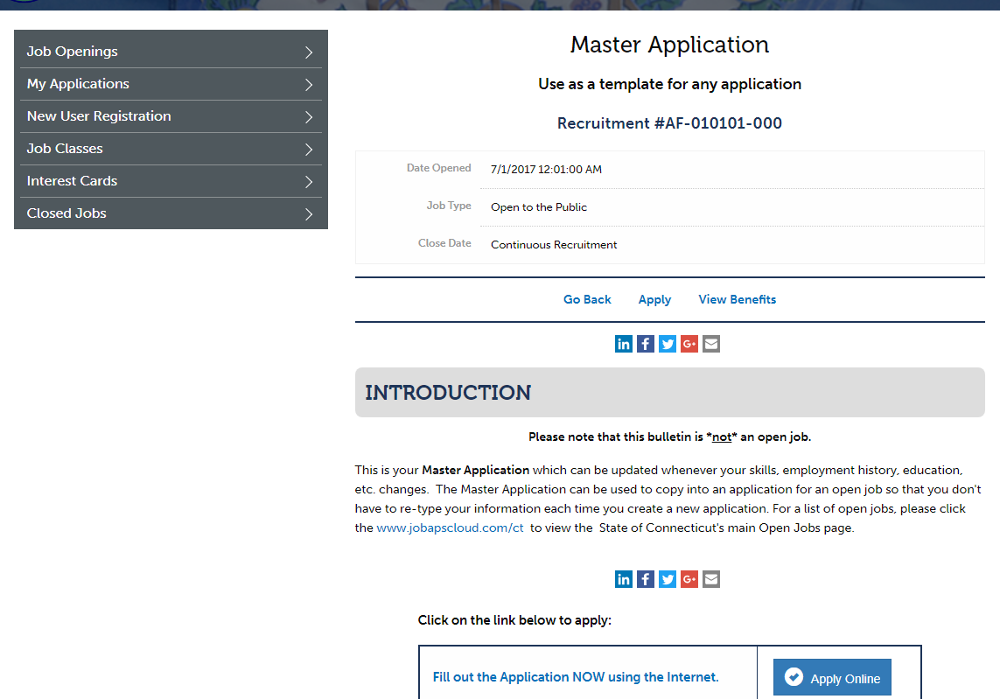 Job Openings
My Applications
New User Registration
Job Classes
Interest Cards
Closed Jobs
Master Application
Use as a template for any application
Recruitment #AF-010101-000
Date Opened 7/1/2017 12:01:00 AM
Job Type Open to the Public
Close Date Continuous Recruitment
Go Back Apply View Benefits
in f G+
INTRODUCTION
Please note that this bulletin is *not* an open job.
This is your Master Application which can be updated whenever your skills, employment history, education,
etc. changes. The Master Application can be used to copy into an application for an open job so that you don't
have to re-type your information each time you create a new application. For a list of open jobs, please click
the www.jobapscloud.com/ct to view the State of Connecticut's main Open Jobs page.
in f G+
Click on the link below to apply:
Fill out the Application NOW using the Internet. Apply Online